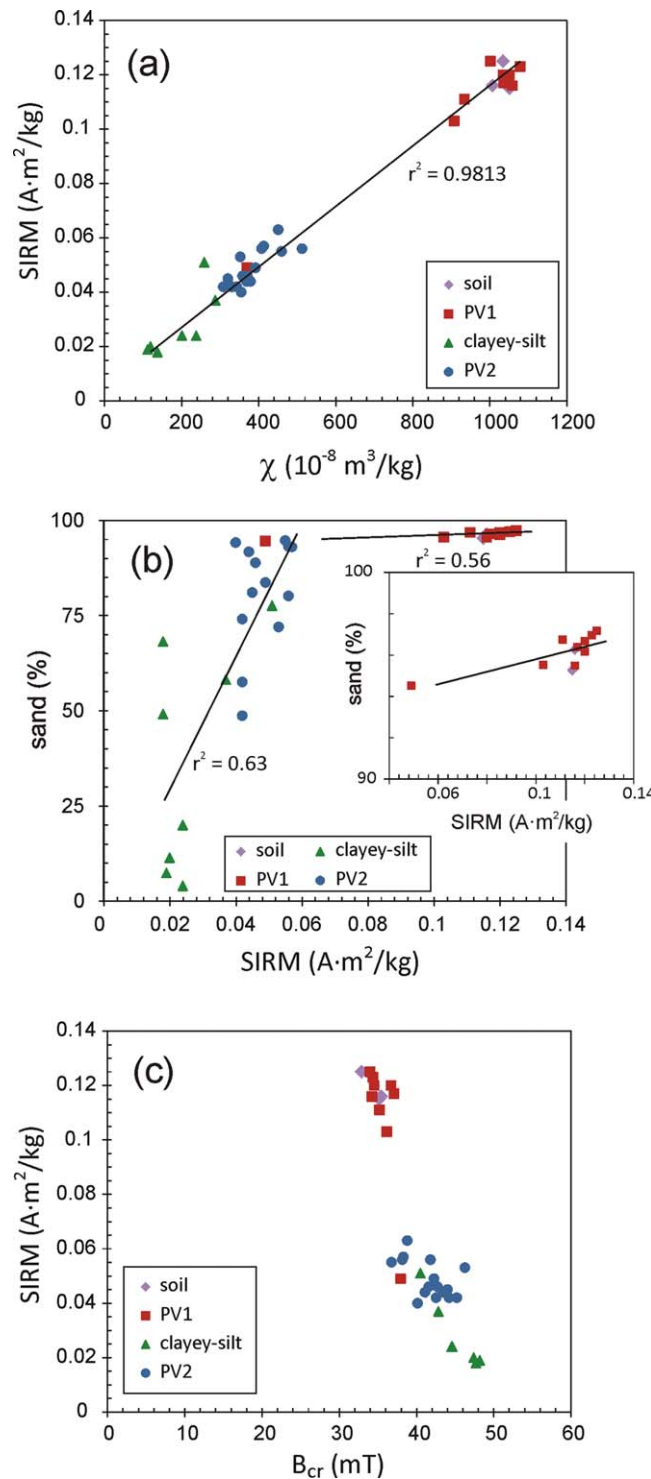 (a)
SIRM (A·m²/kg)
0.14
0.12
0.1
0.08
0.06
0.04
0.02
0
r² = 0.9813
soil
PV1
clayey-silt
PV2
0 200 400 600 800 1000 1200
χ (10⁻⁸ m³/kg)
(b)
sand (%)
100
75
50
25
0
r² = 0.56
r² = 0.63
100
sand (%)
90
0.06 0.1 0.14
SIRM (A·m²/kg)
soil clayey-silt
PV1 PV2
0 0.02 0.04 0.06 0.08 0.1 0.12 0.14
SIRM (A·m²/kg)
(c)
SIRM (A·m²/kg)
0.14
0.12
0.1
0.08
0.06
0.04
0.02
0
soil
PV1
clayey-silt
PV2
0 10 20 30 40 50 60
B_cr (mT)